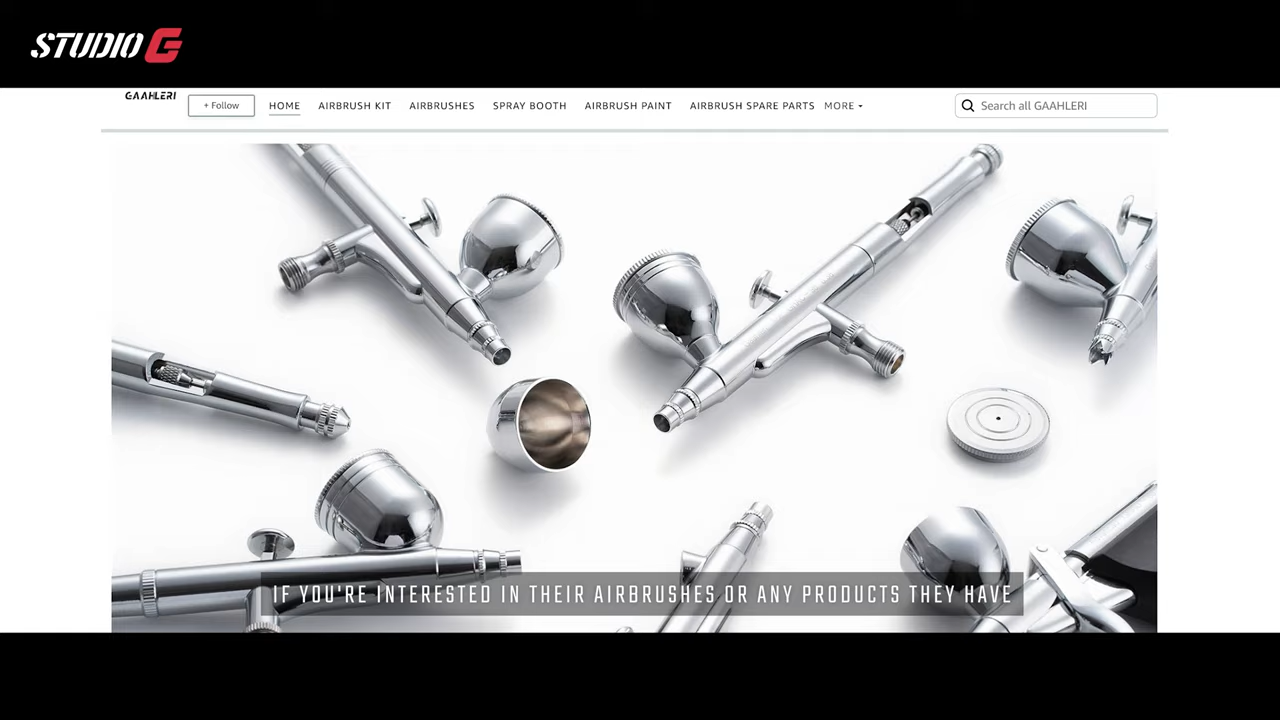 STUDIO G
GAAHLERI
+ Follow
HOME
AIRBRUSH KIT
AIRBRUSHES
SPRAY BOOTH
AIRBRUSH PAINT
AIRBRUSH SPARE PARTS
MORE
Search all GAAHLERI
IF YOU'RE INTERESTED IN THEIR AIRBRUSHES OR ANY PRODUCTS THEY HAVE